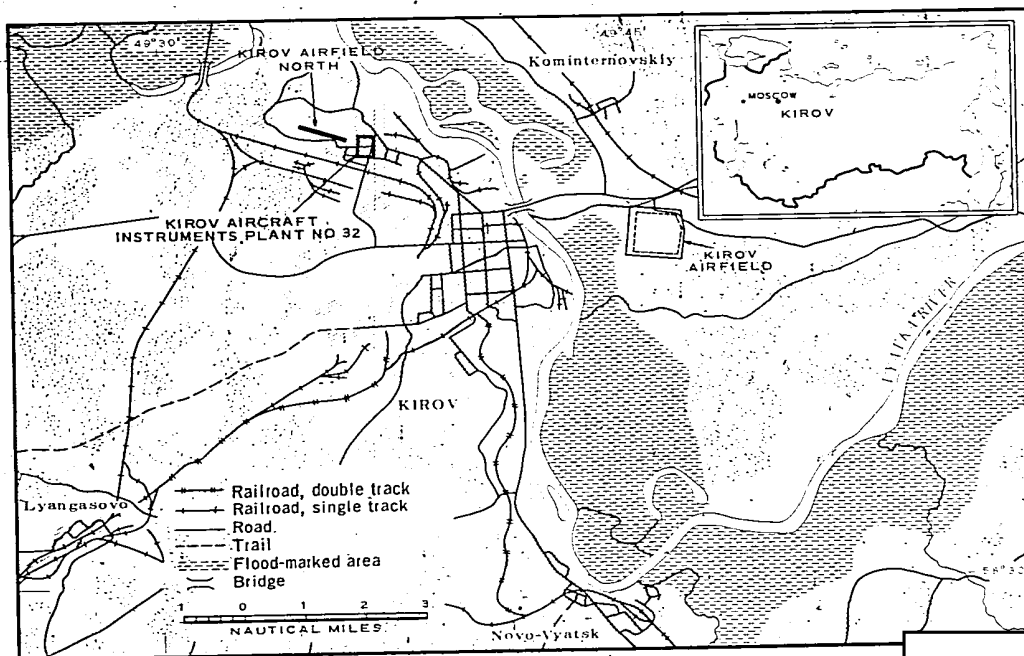 49°30'
KIROV AIRFIELD
NORTH
49°45'
Kominternovskiy
MOSCOW
KIROV
KIROV AIRCRAFT
INSTRUMENTS PLANT NO 32
KIROV
AIRFIELD
RIVER
KIROV
Lyangasovo
Railroad, double track
Railroad, single track
Road
Trail
Flood-marked area
Bridge
1 0 1 2 3
NAUTICAL MILES
Novo-Vyatsk
58°30'